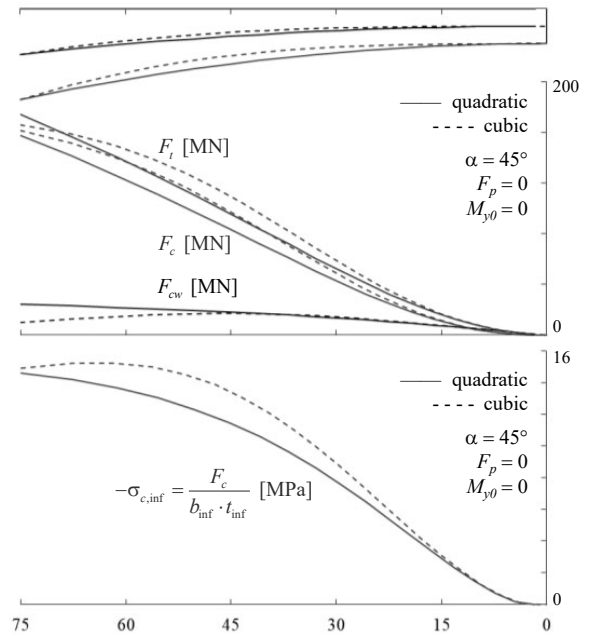 200
quadratic
cubic
α = 45°
F_p = 0
M_y0 = 0
F_t [MN]
F_c [MN]
F_cw [MN]
0
16
quadratic
cubic
α = 45°
F_p = 0
M_y0 = 0
−σ_c,inf = F_c / b_inf · t_inf [MPa]
0
75 60 45 30 15 0